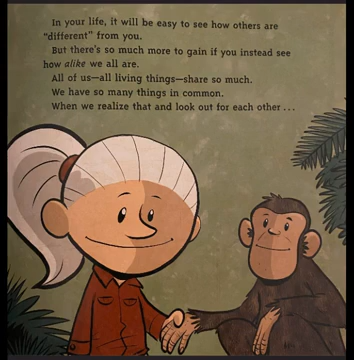 In your life, it will be easy to see how others are
"different" from you.
But there's so much more to gain if you instead see
how alike we all are.
All of us—all living things—share so much.
We have so many things in common.
When we realize that and look out for each other ...